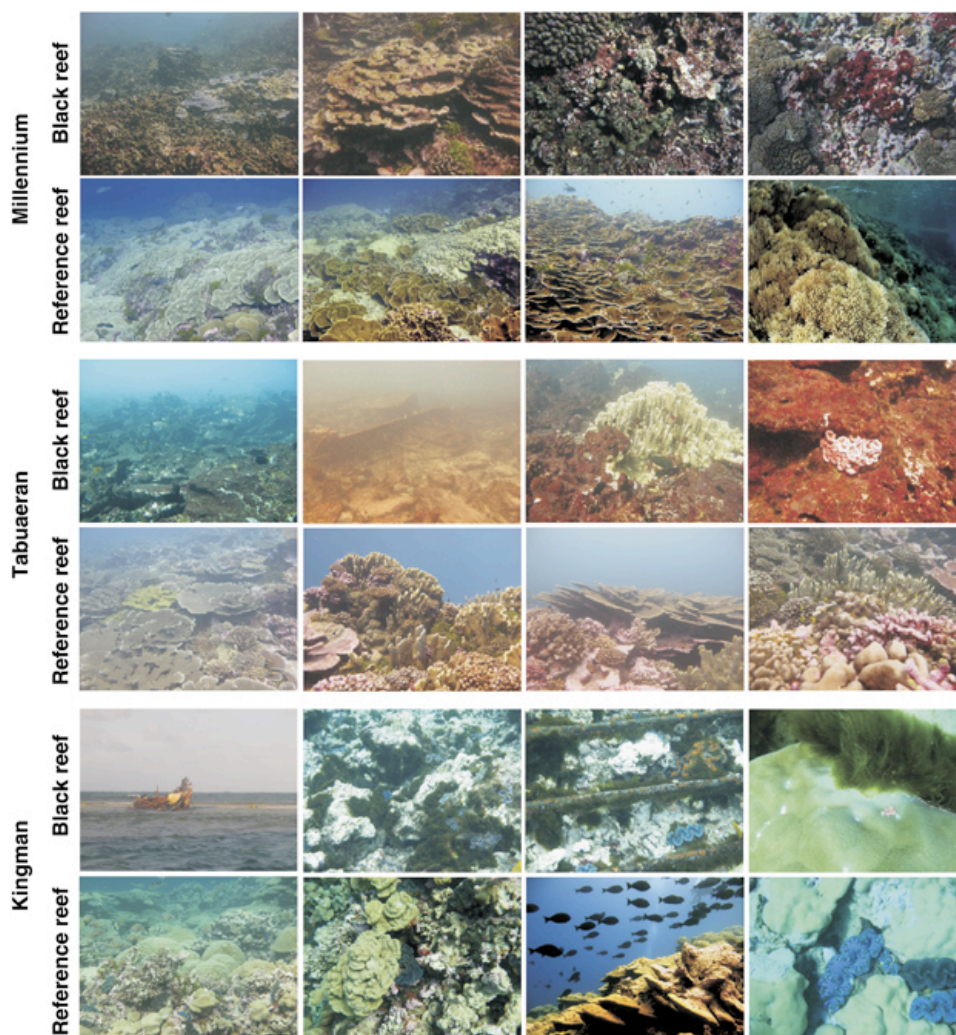 Millennium
Black reef
Reference reef
Tabuaeran
Black reef
Reference reef
Kingman
Black reef
Reference reef